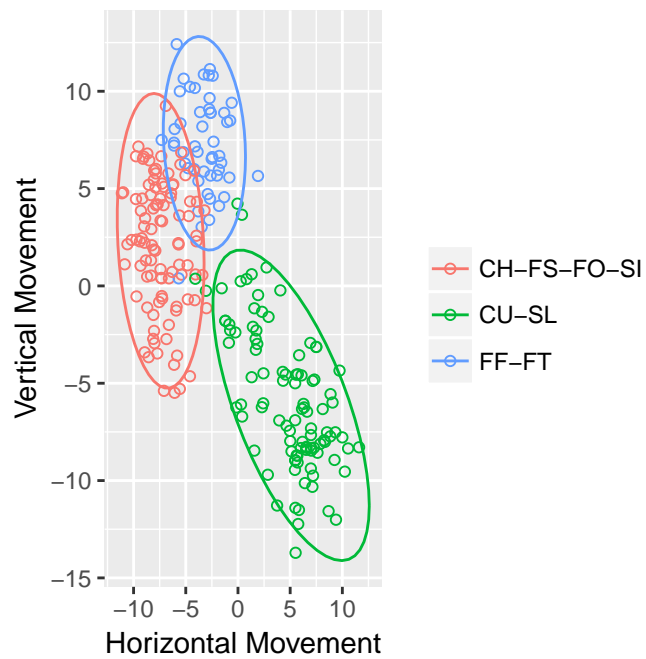 10
5
0
−5
−10
−15
Vertical Movement
−10 −5 0 5 10
Horizontal Movement
CH−FS−FO−SI
CU−SL
FF−FT